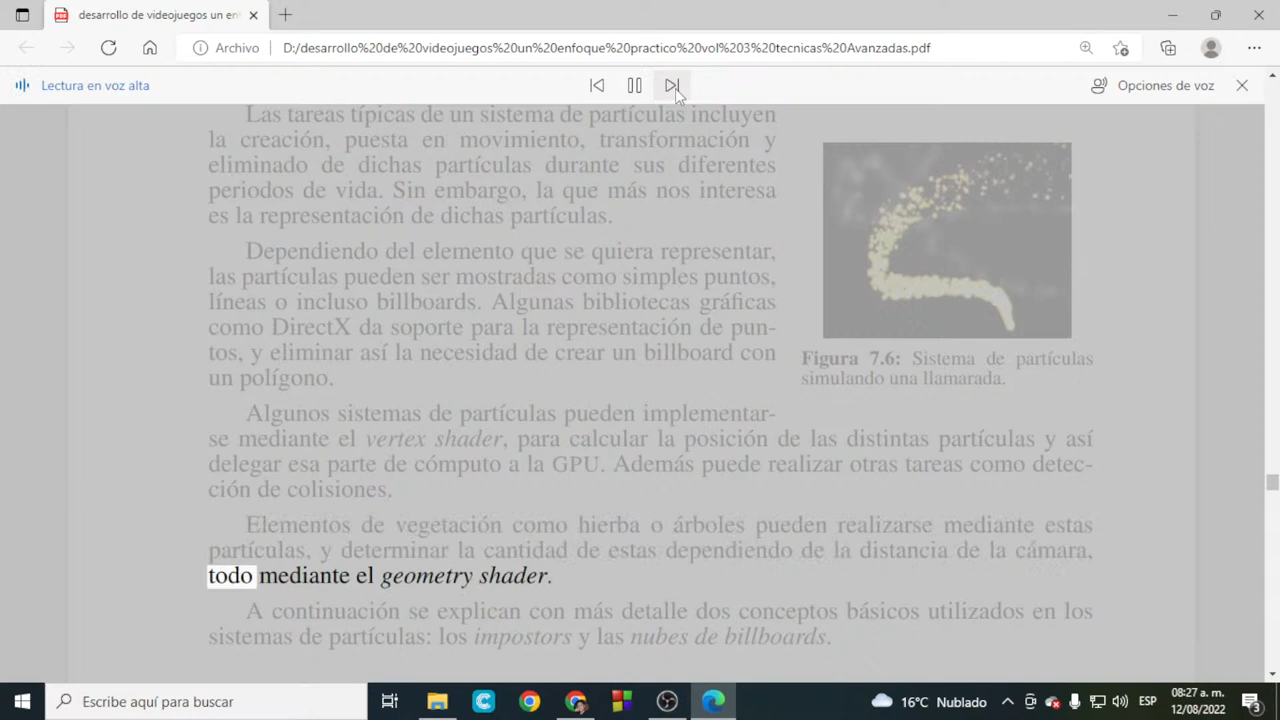 desarrollo de videojuegos un en
Archivo
D:/desarrollo%20de%20videojuegos%20un%20enfoque%20practico%20vol%203%20tecnicas%20Avanzadas.pdf
Lectura en voz alta
Opciones de voz
Las tareas típicas de un sistema de partículas incluyen
la creación, puesta en movimiento, transformación y
eliminado de dichas partículas durante sus diferentes
periodos de vida. Sin embargo, la que más nos interesa
es la representación de dichas partículas.
Dependiendo del elemento que se quiera representar,
las partículas pueden ser mostradas como simples puntos,
líneas o incluso billboards. Algunas bibliotecas gráficas
como DirectX da soporte para la representación de pun-
tos, y eliminar así la necesidad de crear un billboard con
un polígono.
Figura 7.6: Sistema de partículas
simulando una llamarada.
Algunos sistemas de partículas pueden implementar-
se mediante el vertex shader, para calcular la posición de las distintas partículas y así
delegar esa parte de cómputo a la GPU. Además puede realizar otras tareas como detec-
ción de colisiones.
Elementos de vegetación como hierba o árboles pueden realizarse mediante estas
partículas, y determinar la cantidad de estas dependiendo de la distancia de la cámara,
todo mediante el geometry shader.
A continuación se explican con más detalle dos conceptos básicos utilizados en los
sistemas de partículas: los impostors y las nubes de billboards.
Escribe aquí para buscar
16°C Nublado
ESP
08:27 a. m.
12/08/2022
3